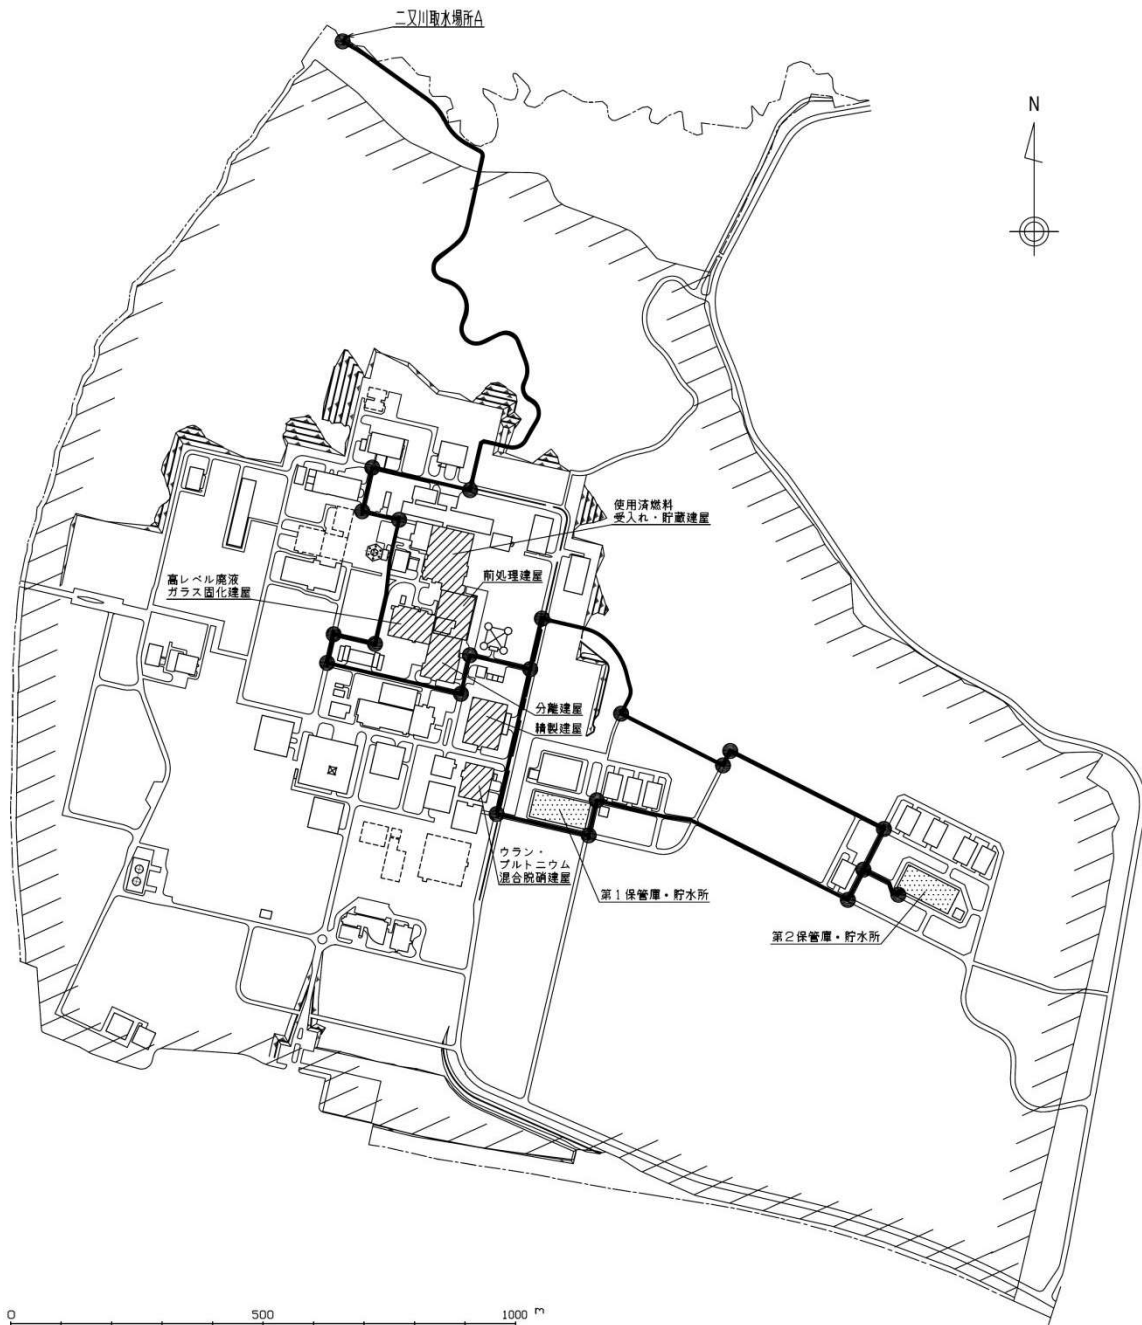 二又川取水場所A
N
使用済燃料
受入れ・貯蔵建屋
前処理建屋
高レベル廃液
ガラス固化建屋
分離建屋
精製建屋
ウラン・
プルトニウム
混合脱硝建屋
第1保管庫・貯水所
第2保管庫・貯水所
0 500 1000 m